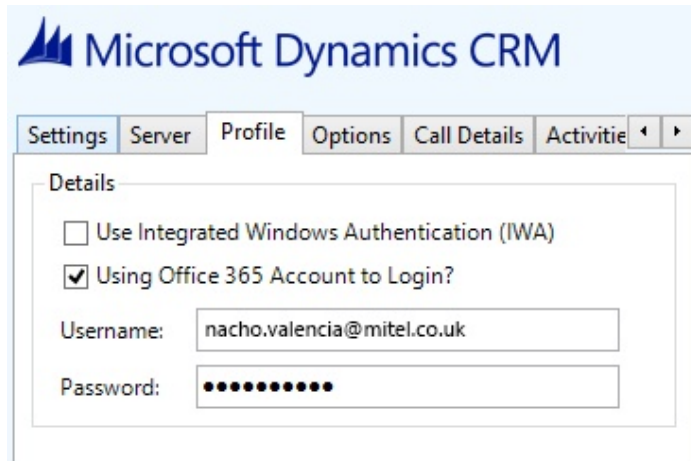 Microsoft Dynamics CRM
Settings Server Profile Options Call Details Activitie
Details
Use Integrated Windows Authentication (IWA)
Using Office 365 Account to Login?
Username: nacho.valencia@mitel.co.uk
Password: ●●●●●●●●●●